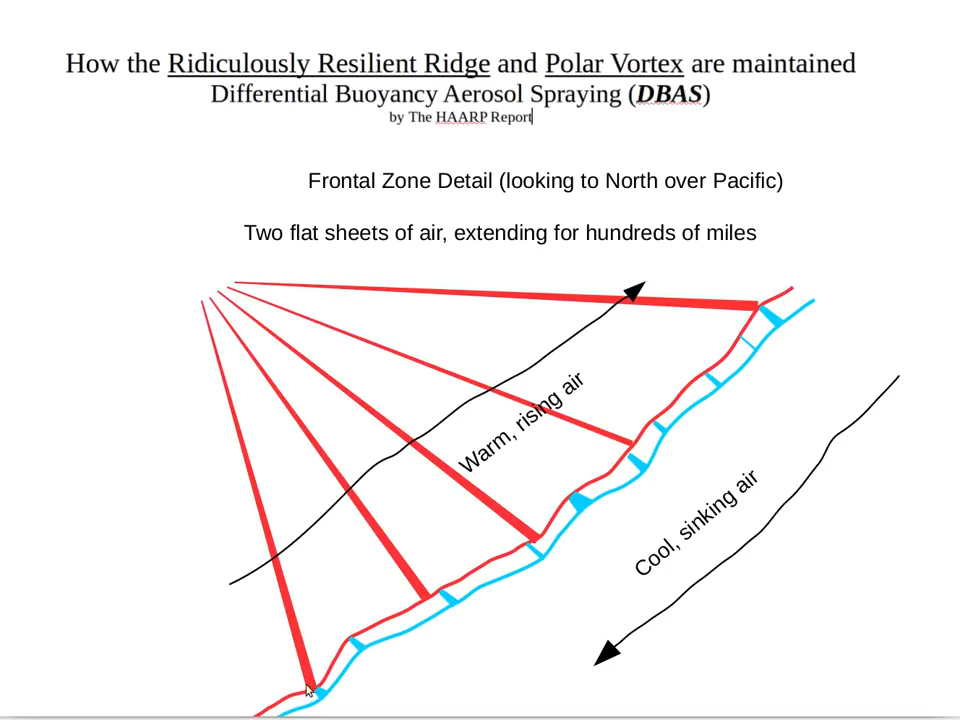 How the Ridiculously Resilient Ridge and Polar Vortex are maintained
Differential Buoyancy Aerosol Spraying (DBAS)
by The HAARP Report
Frontal Zone Detail (looking to North over Pacific)
Two flat sheets of air, extending for hundreds of miles
Warm, rising air
Cool, sinking air